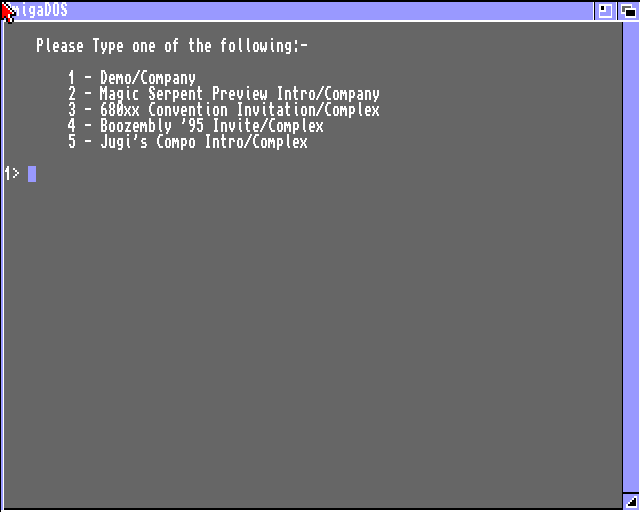 migaDOS
Please Type one of the following:-
1 - Demo/Company
2 - Magic Serpent Preview Intro/Company
3 - 680xx Convention Invitation/Complex
4 - Boozembly '95 Invite/Complex
5 - Jugi's Compo Intro/Complex
1>